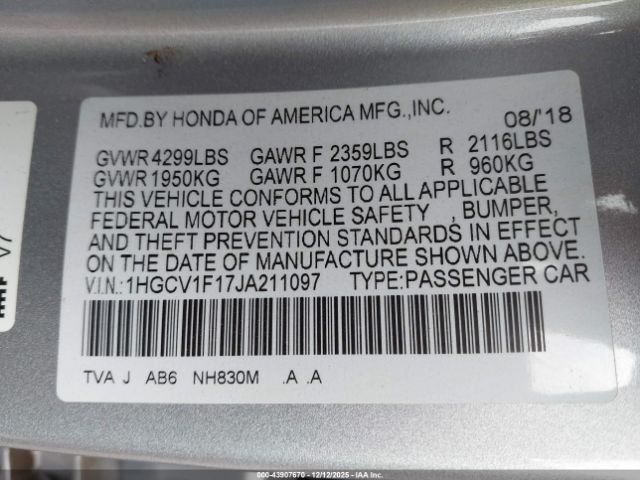 MFD.BY HONDA OF AMERICA MFG.,INC. 08/'18
GVWR 4299LBS GAWR F 2359LBS R 2116LBS
GVWR 1950KG GAWR F 1070KG R 960KG
THIS VEHICLE CONFORMS TO ALL APPLICABLE
FEDERAL MOTOR VEHICLE SAFETY , BUMPER,
AND THEFT PREVENTION STANDARDS IN EFFECT
ON THE DATE OF MANUFACTURE SHOWN ABOVE.
V.I.N.:1HGCV1F17JA211097 TYPE:PASSENGER CAR
TVA J AB6 NH830M .A .A
V7
000-43907670 - 12/12/2025 - IAA Inc.